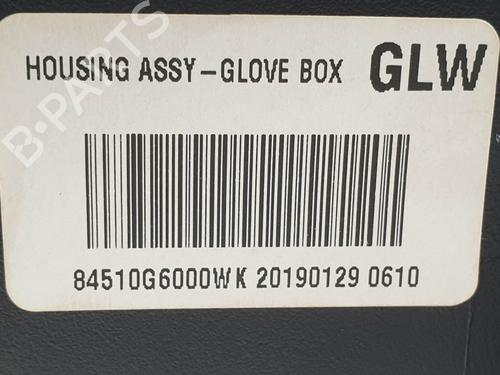 HOUSING ASSY-GLOVE BOX GLW
84510G6000WK 20190129 0610
B-PARTS